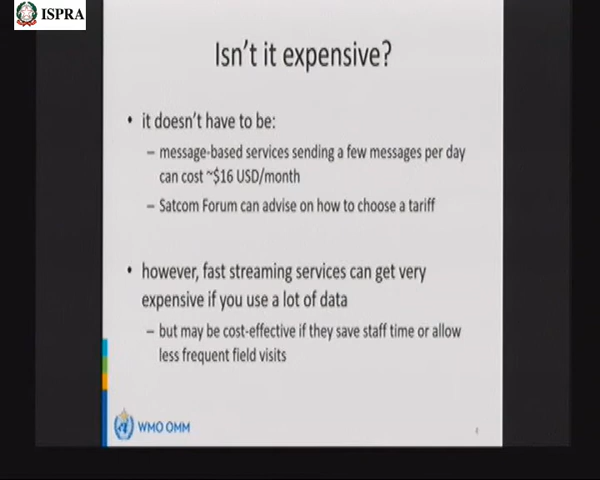 ISPRA
Isn't it expensive?
• it doesn't have to be:
– message-based services sending a few messages per day
can cost ~$16 USD/month
– Satcom Forum can advise on how to choose a tariff
• however, fast streaming services can get very
expensive if you use a lot of data
– but may be cost-effective if they save staff time or allow
less frequent field visits
WMO OMM